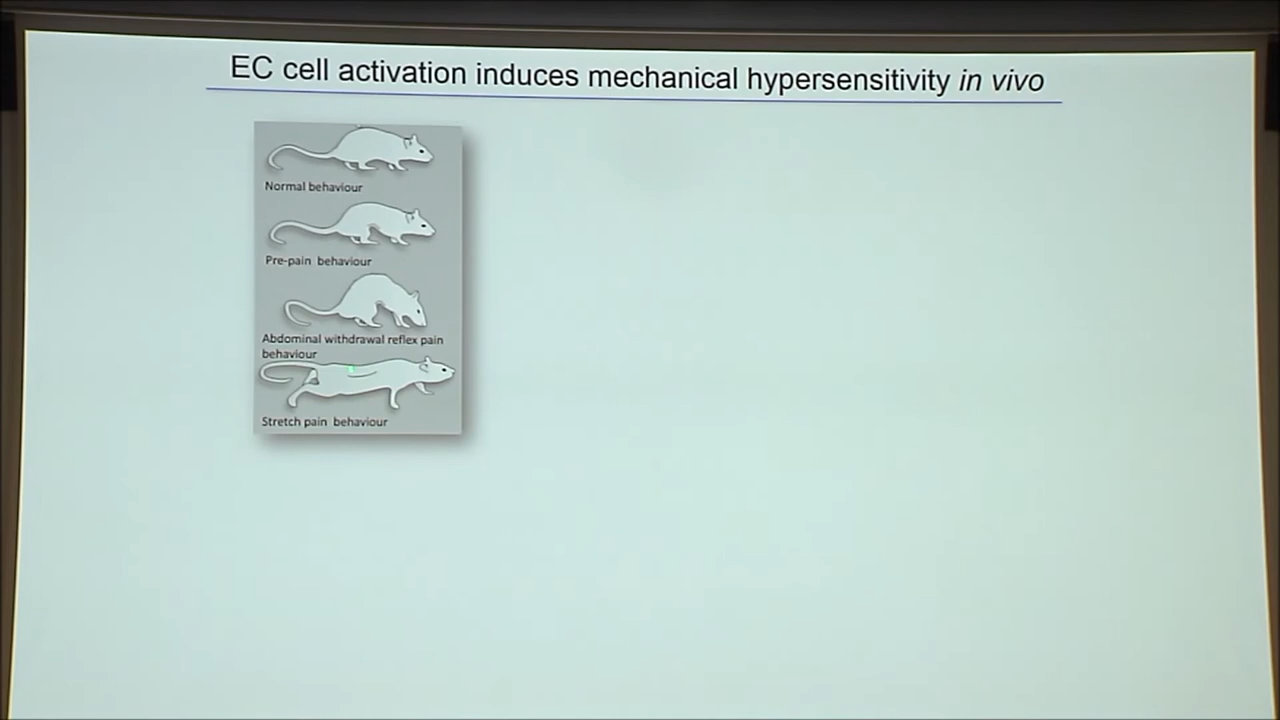 EC cell activation induces mechanical hypersensitivity in vivo
Normal behaviour
Pre-pain behaviour
Abdominal withdrawal reflex pain
behaviour
Stretch pain behaviour